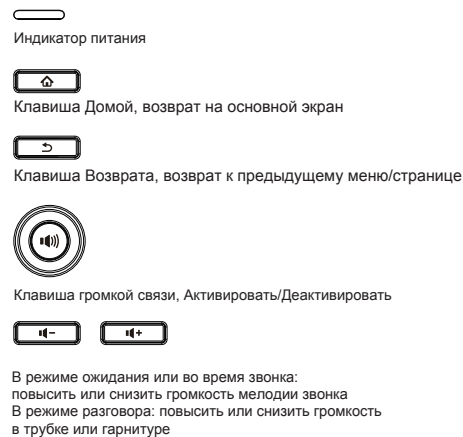 Индикатор питания
Клавиша Домой, возврат на основной экран
Клавиша Возврата, возврат к предыдущему меню/странице
Клавиша громкой связи, Активировать/Деактивировать
В режиме ожидания или во время звонка:
повысить или снизить громкость мелодии звонка
В режиме разговора: повысить или снизить громкость
в трубке или гарнитуре